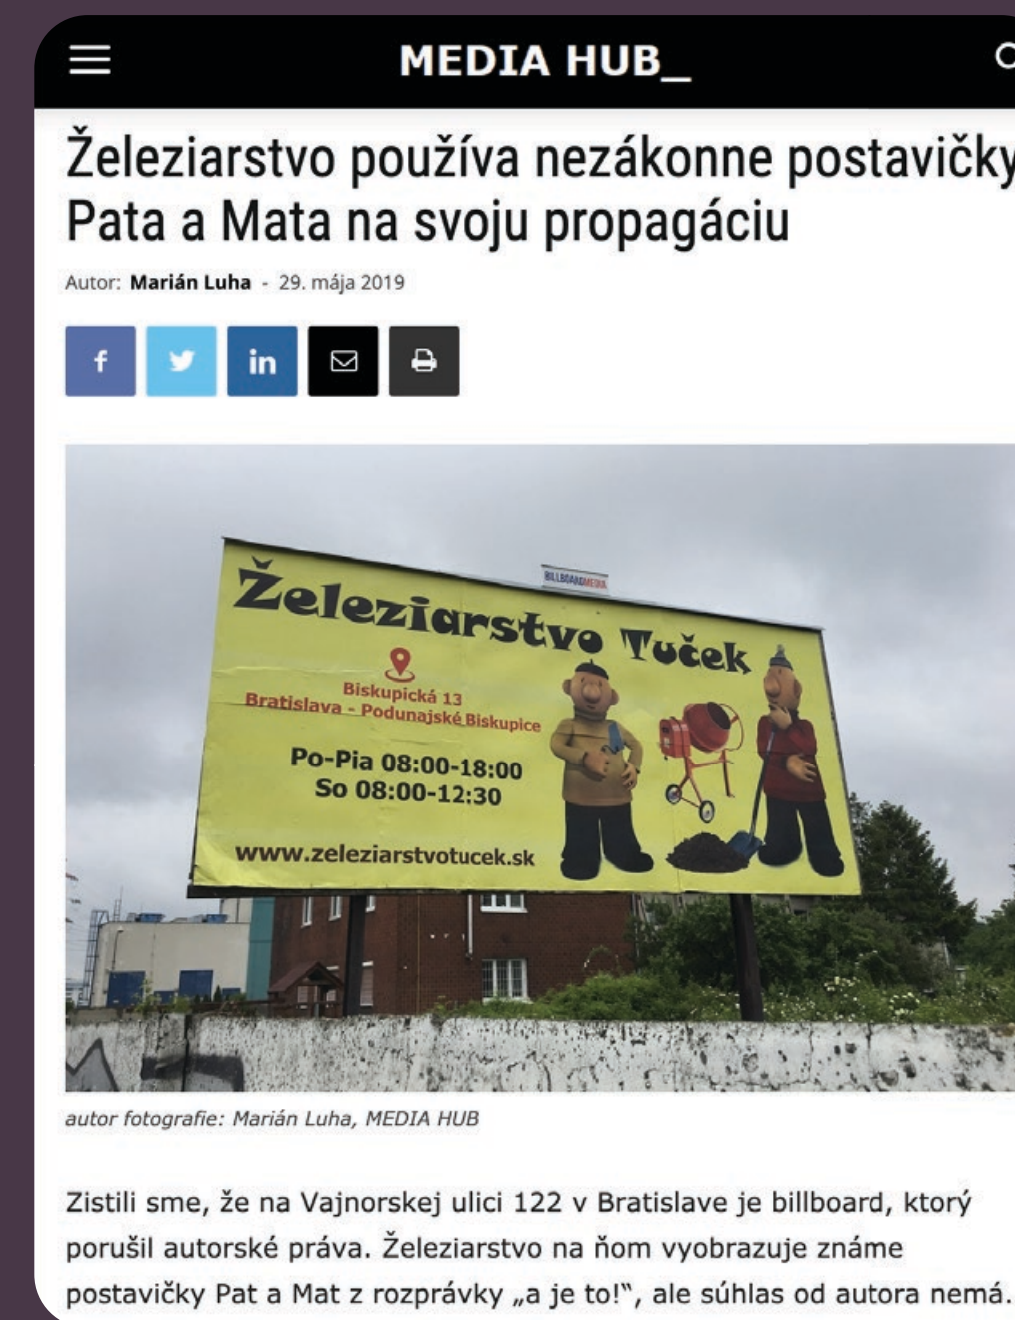 MEDIA HUB_
Železiarstvo používa nezákonne postavičky
Pata a Mata na svoju propagáciu
Autor: Marián Luha - 29. mája 2019
f in
BILLBOARDMEDIA
Železiarstvo Tuček
Biskupická 13
Bratislava - Podunajské Biskupice
Po-Pia 08:00-18:00
So 08:00-12:30
www.zeleziarstvotucek.sk
autor fotografie: Marián Luha, MEDIA HUB
Zistili sme, že na Vajnorskej ulici 122 v Bratislave je billboard, ktorý
porušil autorské práva. Železiarstvo na ňom vyobrazuje známe
postavičky Pat a Mat z rozprávky „a je to!“, ale súhlas od autora nemá.